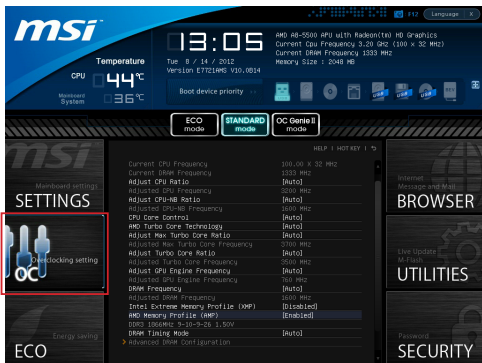 msi
F12 Language X
13:05
Temperature
Tue 8 / 14 / 2012
Version E7721AMS V10.0B14
CPU 44°C
Mainboard System 36°C
AMD A8-5500 APU with Radeon(tm) HD Graphics
Current Cpu Frequency 3.20 GHz (100 x 32 MHz)
Current DRAM Frequency 1333 MHz
Memory Size : 2048 MB
Boot device priority
USB USB USB
ECO mode
STANDARD mode
OC Genie II mode
HELP | HOT KEY |
msi
Mainboard settings
SETTINGS
Overclocking setting
OC
Energy saving
ECO
Current CPU Frequency 100.00 X 32 MHz
Current DRAM Frequency 1333 MHz
Adjust CPU Ratio [Auto]
Adjusted CPU Frequency 3200 MHz
Adjust CPU-NB Ratio [Auto]
Adjusted CPU-NB Frequency 1600 MHz
CPU Core Control [Auto]
AMD Turbo Core Technology [Auto]
Adjust Max Turbo Core Ratio [Auto]
Adjusted Max Turbo Core Frequency 3700 MHz
Adjust Turbo Core Ratio [Auto]
Adjusted Turbo Core Frequency 3500 MHz
Adjust GPU Engine Frequency [Auto]
Adjusted GPU Engine Frequency 760 MHz
DRAM Frequency [Auto]
Adjusted DRAM Frequency 1600 MHz
Intel Extreme Memory Profile (XMP) [Disabled]
AMD Memory Profile (AMP) [Enabled]
DDR3 1866MHz 9-10-9-26 1.50V
DRAM Timing Mode [Auto]
Advanced DRAM Configuration
Internet
Message and Mail
BROWSER
Live Update
M-Flash
UTILITIES
Password
SECURITY